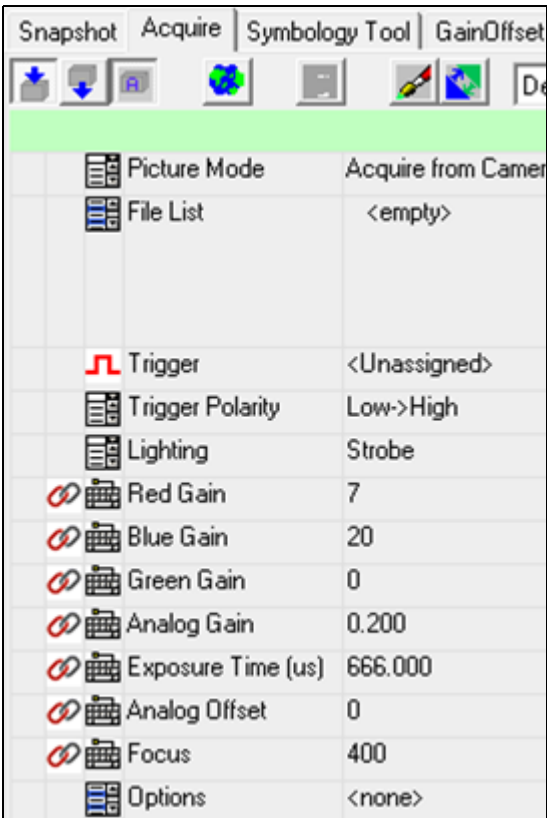 Snapshot Acquire Symbology Tool GainOffset
A De
Picture Mode Acquire from Camer
File List <empty>
Trigger <Unassigned>
Trigger Polarity Low->High
Lighting Strobe
Red Gain 7
Blue Gain 20
Green Gain 0
Analog Gain 0.200
Exposure Time (us) 666.000
Analog Offset 0
Focus 400
Options <none>